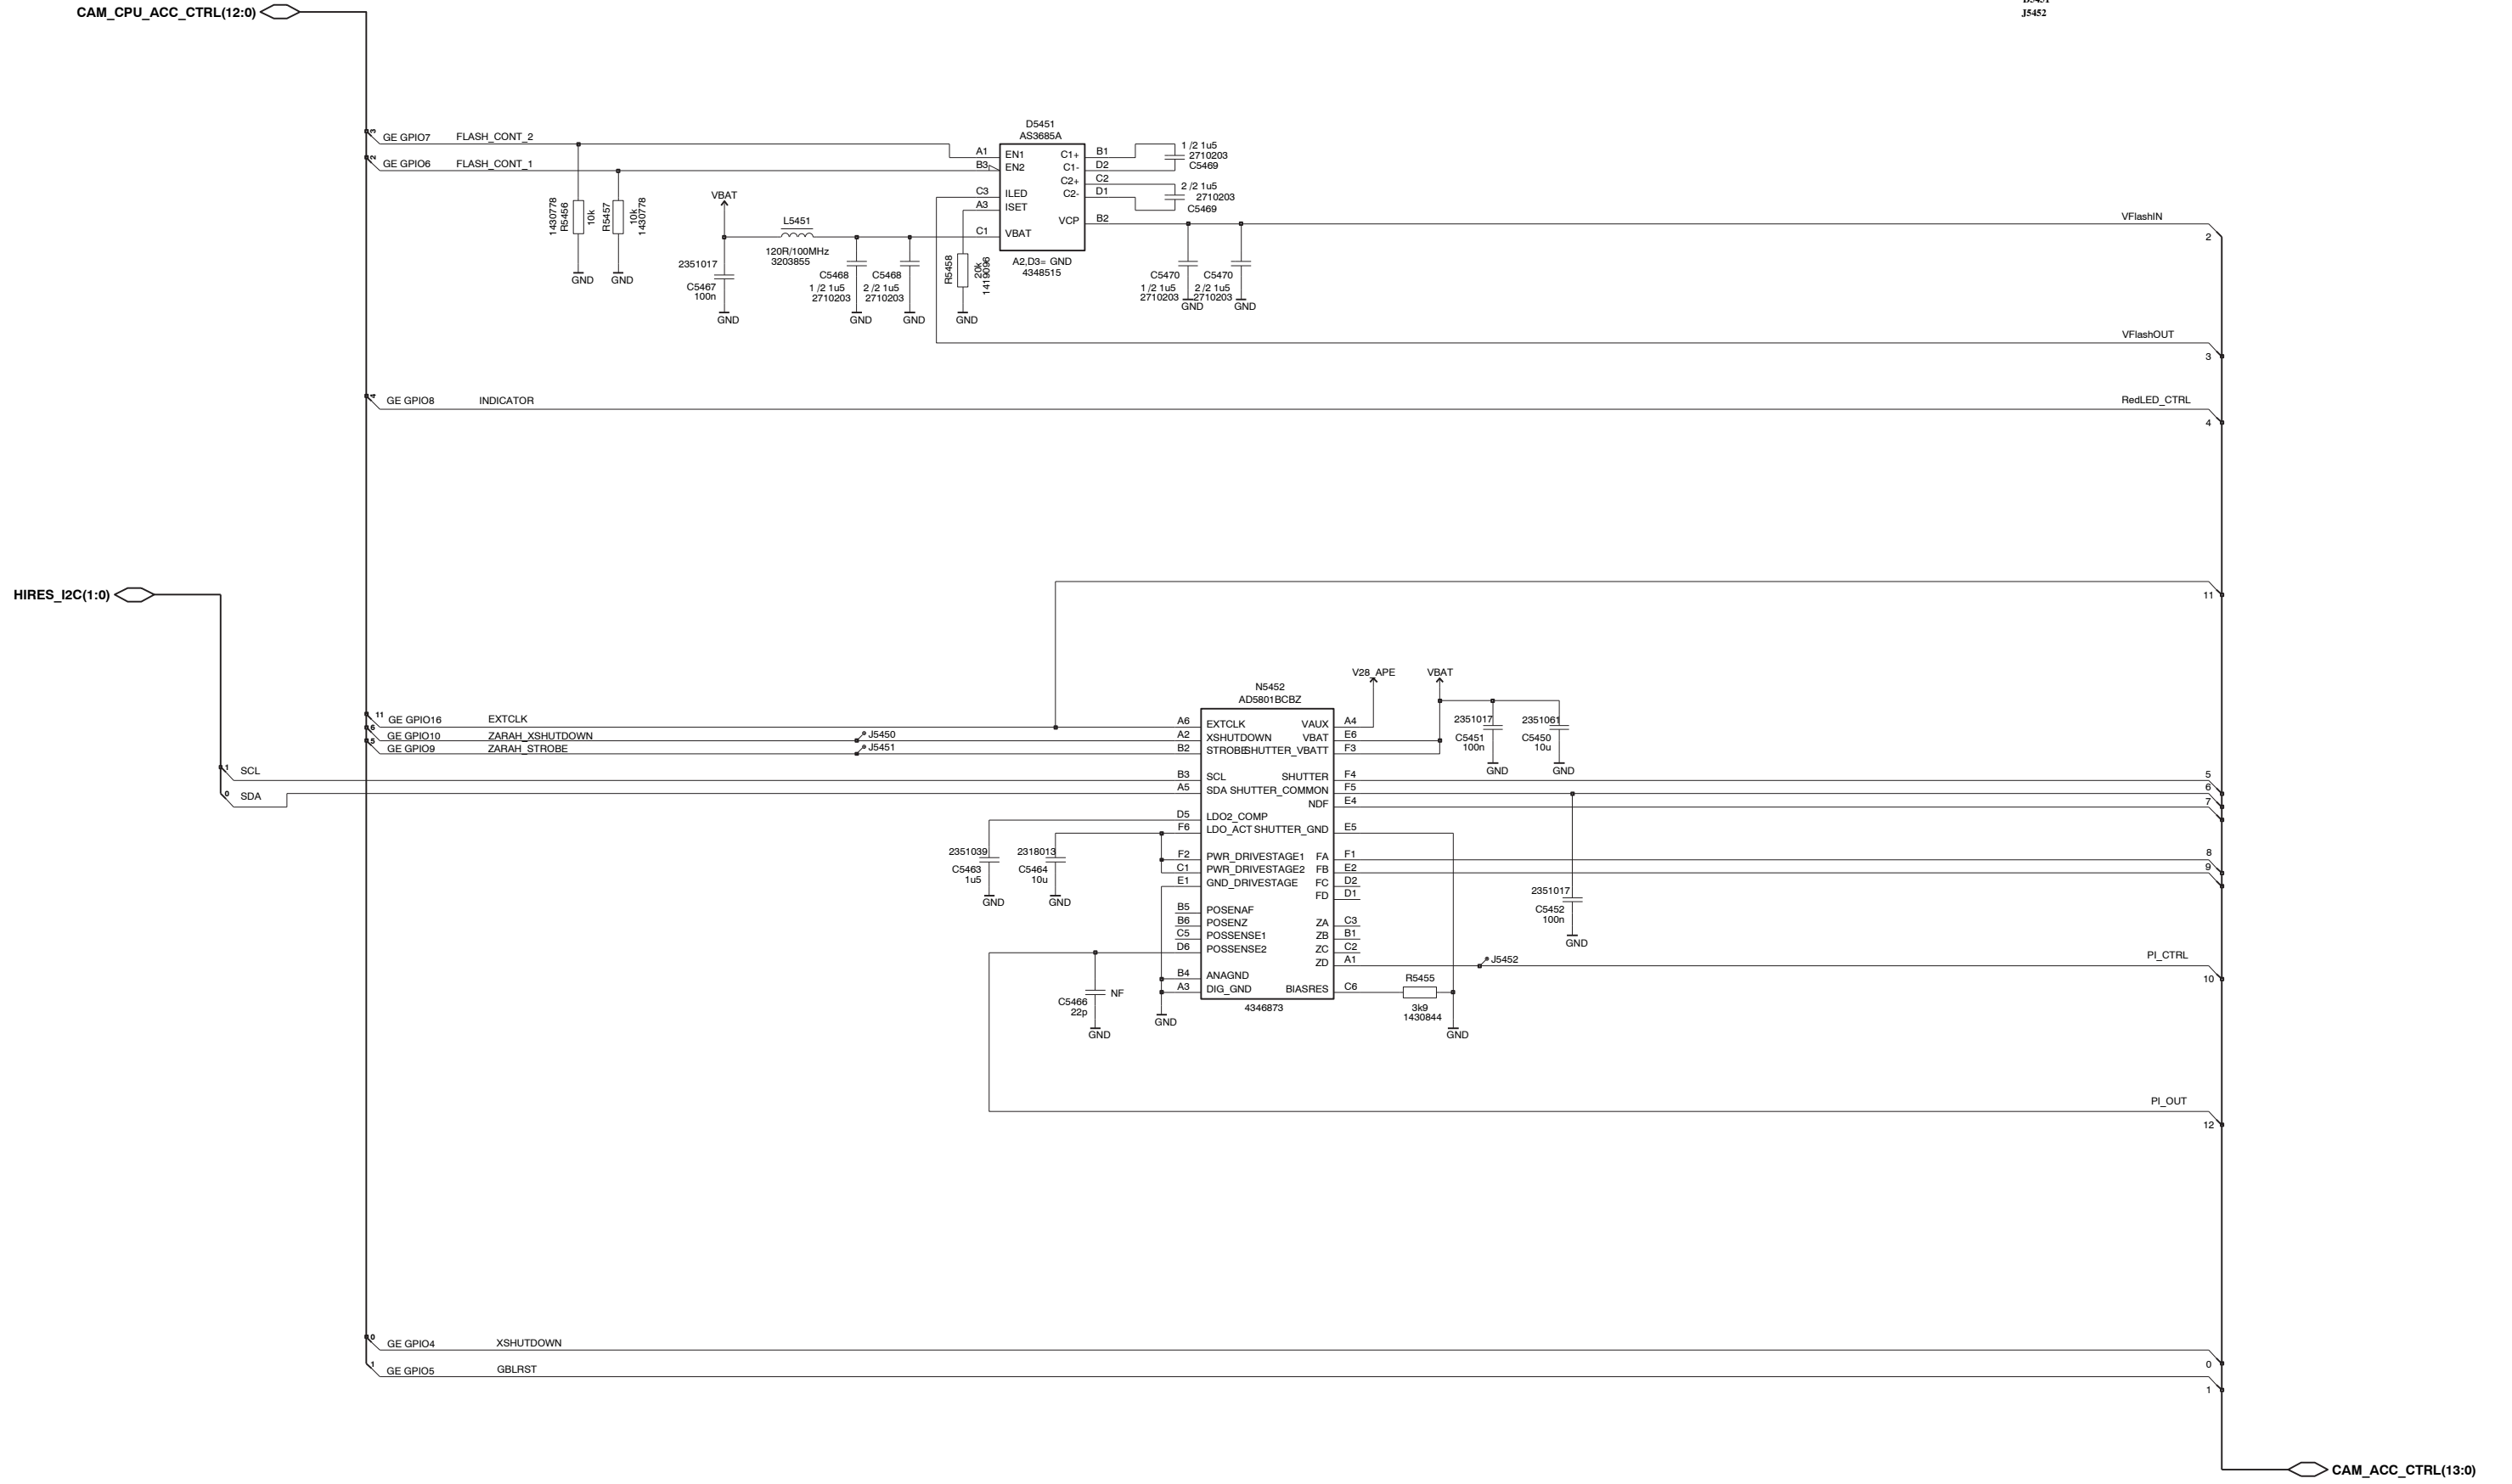 CAM_CPU_ACC_CTRL(12:0)
J5452
3
GE GPIO7
FLASH_CONT_2
2
GE GPIO6
FLASH_CONT_1
1430778
R5456
10k
R5457
10k
1430778
GND
GND
VBAT
2351017
C5467
100n
GND
L5451
120R/100MHz
3203855
C5468
1 /2 1u5
2710203
GND
C5468
2 /2 1u5
2710203
GND
R5458
20k
1419096
GND
D5451
AS3685A
A1
EN1
B3
EN2
C3
ILED
A3
ISET
C1
VBAT
C1+
B1
C1-
D2
C2+
C2
C2-
D1
VCP
B2
A2,D3= GND
4348515
1 /2 1u5
2710203
C5469
2 /2 1u5
2710203
C5469
C5470
1 /2 1u5
2710203
GND
C5470
2 /2 1u5
2710203
GND
VFlashIN
2
VFlashOUT
3
4
GE GPIO8
INDICATOR
RedLED_CTRL
4
HIRES_I2C(1:0)
11
11
GE GPIO16
EXTCLK
6
GE GPIO10
ZARAH_XSHUTDOWN
J5450
5
GE GPIO9
ZARAH_STROBE
J5451
1
SCL
0
SDA
N5452
AD5801BCBZ
A6
EXTCLK
A2
XSHUTDOWN
B2
STROBE
B3
SCL
A5
SDA
D5
LDO2_COMP
F6
LDO_ACT
F2
PWR_DRIVESTAGE1
C1
PWR_DRIVESTAGE2
E1
GND_DRIVESTAGE
B5
POSENAF
B6
POSENZ
C5
POSSENSE1
D6
POSSENSE2
B4
ANAGND
A3
DIG_GND
VAUX
A4
VBAT
E6
SHUTTER_VBATT
F3
SHUTTER
F4
SHUTTER_COMMON
F5
NDF
E4
SHUTTER_GND
E5
FA
F1
FB
E2
FC
D2
FD
D1
ZA
C3
ZB
B1
ZC
C2
ZD
A1
BIASRES
C6
4346873
V28_APE
VBAT
2351017
C5451
100n
GND
2351061
C5450
10u
GND
5
6
7
8
9
2351039
C5463
1u5
GND
2318013
C5464
10u
GND
2351017
C5452
100n
GND
J5452
PI_CTRL
10
C5466
22p
NF
GND
GND
R5455
3k9
1430844
GND
PI_OUT
12
0
GE GPIO4
XSHUTDOWN
0
1
GE GPIO5
GBLRST
1
CAM_ACC_CTRL(13:0)